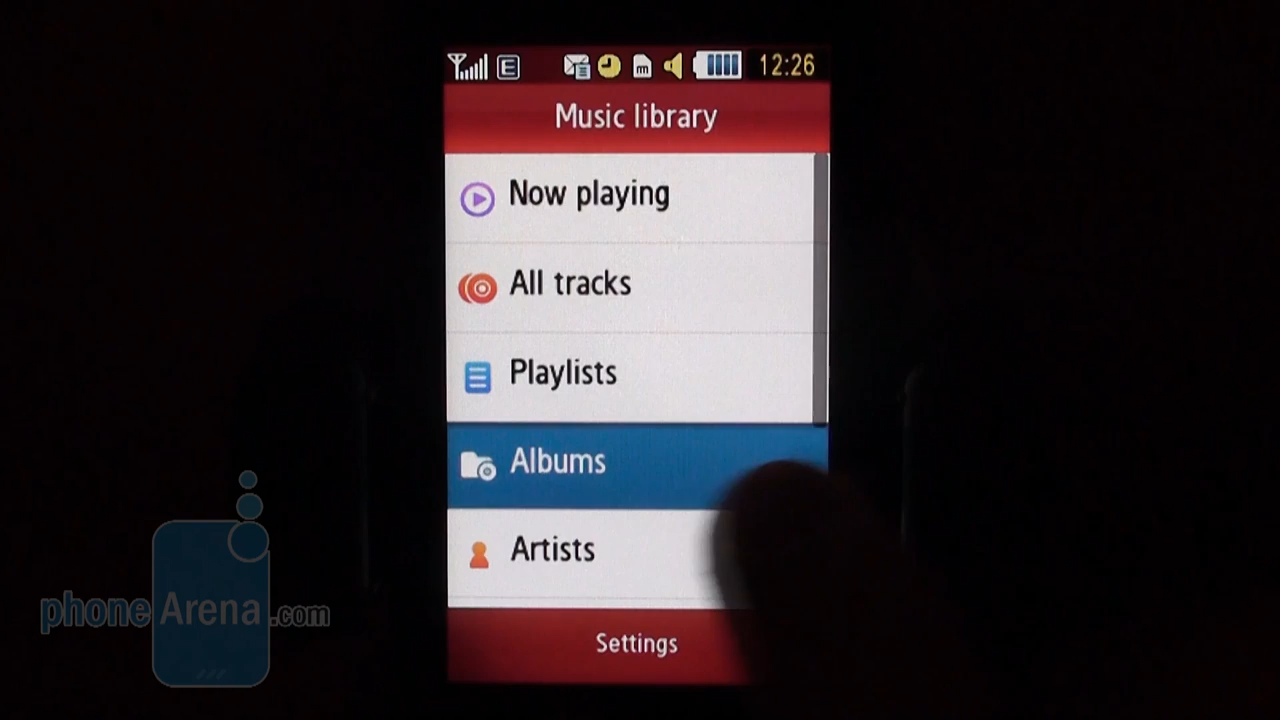 E 12:26
Music library
Now playing
All tracks
Playlists
Albums
Artists
Settings
phoneArena.com